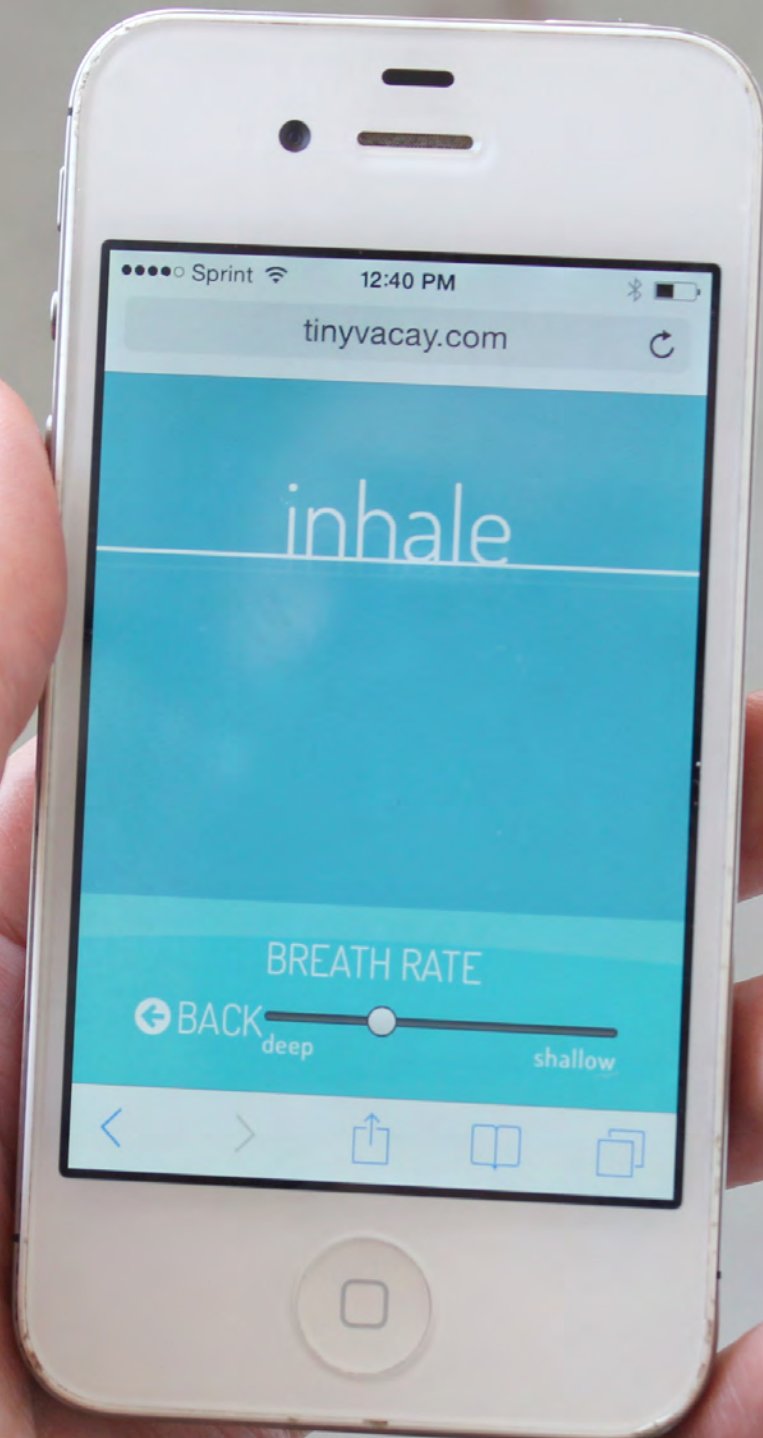 Sprint 12:40 PM
tinyvacay.com
inhale
BREATH RATE
BACK
deep shallow